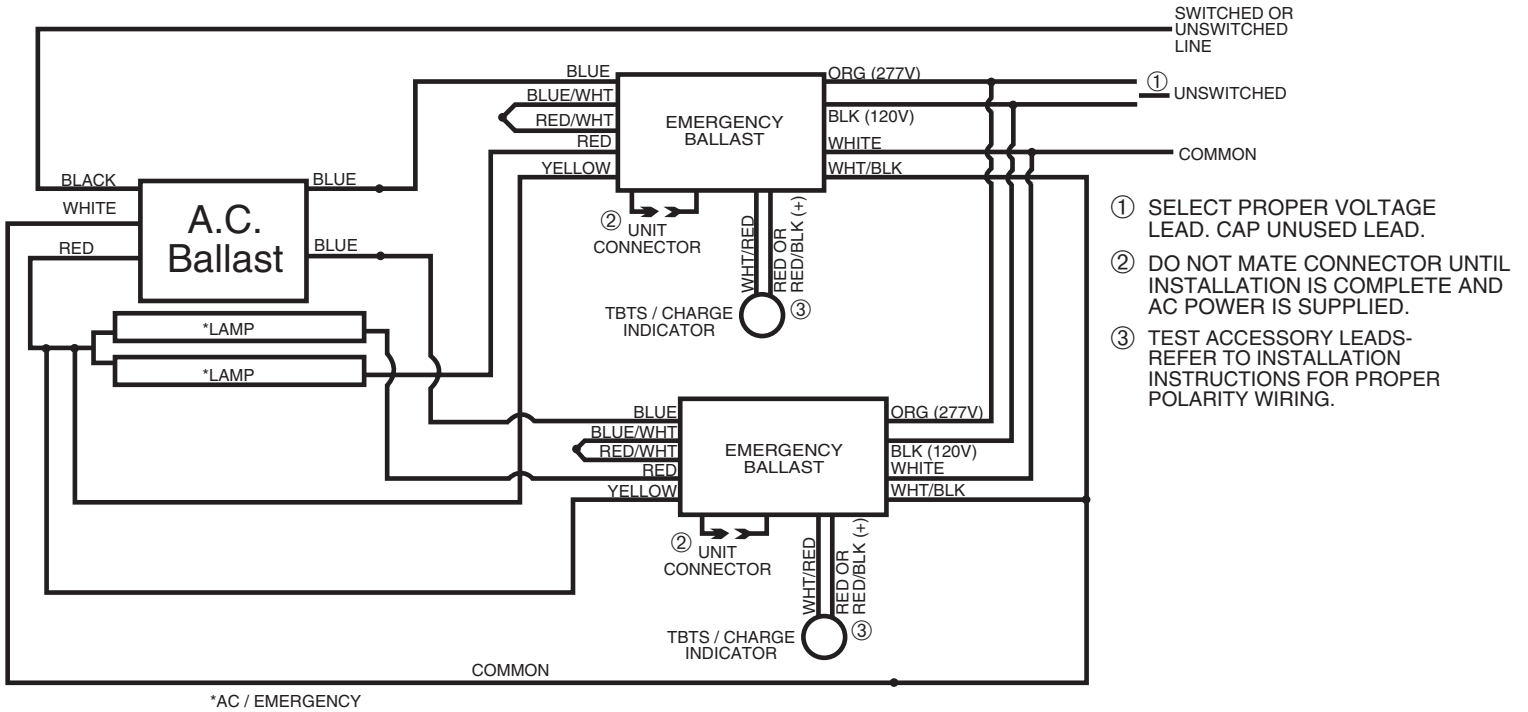 SWITCHED OR
UNSWITCHED
LINE
BLUE
BLUE/WHT
RED/WHT
RED
YELLOW
EMERGENCY
BALLAST
ORG (277V)
BLK (120V)
WHITE
WHT/BLK
① UNSWITCHED
COMMON
BLACK
WHITE
RED
A.C.
Ballast
BLUE
BLUE
② UNIT
CONNECTOR
WHT/RED
RED OR
RED/BLK (+)
TBTS / CHARGE
INDICATOR
③
① SELECT PROPER VOLTAGE
LEAD. CAP UNUSED LEAD.
② DO NOT MATE CONNECTOR UNTIL
INSTALLATION IS COMPLETE AND
AC POWER IS SUPPLIED.
③ TEST ACCESSORY LEADS-
REFER TO INSTALLATION
INSTRUCTIONS FOR PROPER
POLARITY WIRING.
*LAMP
*LAMP
BLUE
BLUE/WHT
RED/WHT
RED
YELLOW
EMERGENCY
BALLAST
ORG (277V)
BLK (120V)
WHITE
WHT/BLK
② UNIT
CONNECTOR
WHT/RED
RED OR
RED/BLK (+)
TBTS / CHARGE
INDICATOR
③
COMMON
*AC / EMERGENCY